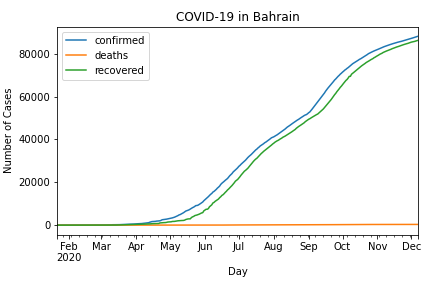 COVID-19 in Bahrain
confirmed
deaths
recovered
Number of Cases
80000
60000
40000
20000
0
Feb Mar Apr May Jun Jul Aug Sep Oct Nov Dec
2020
Day